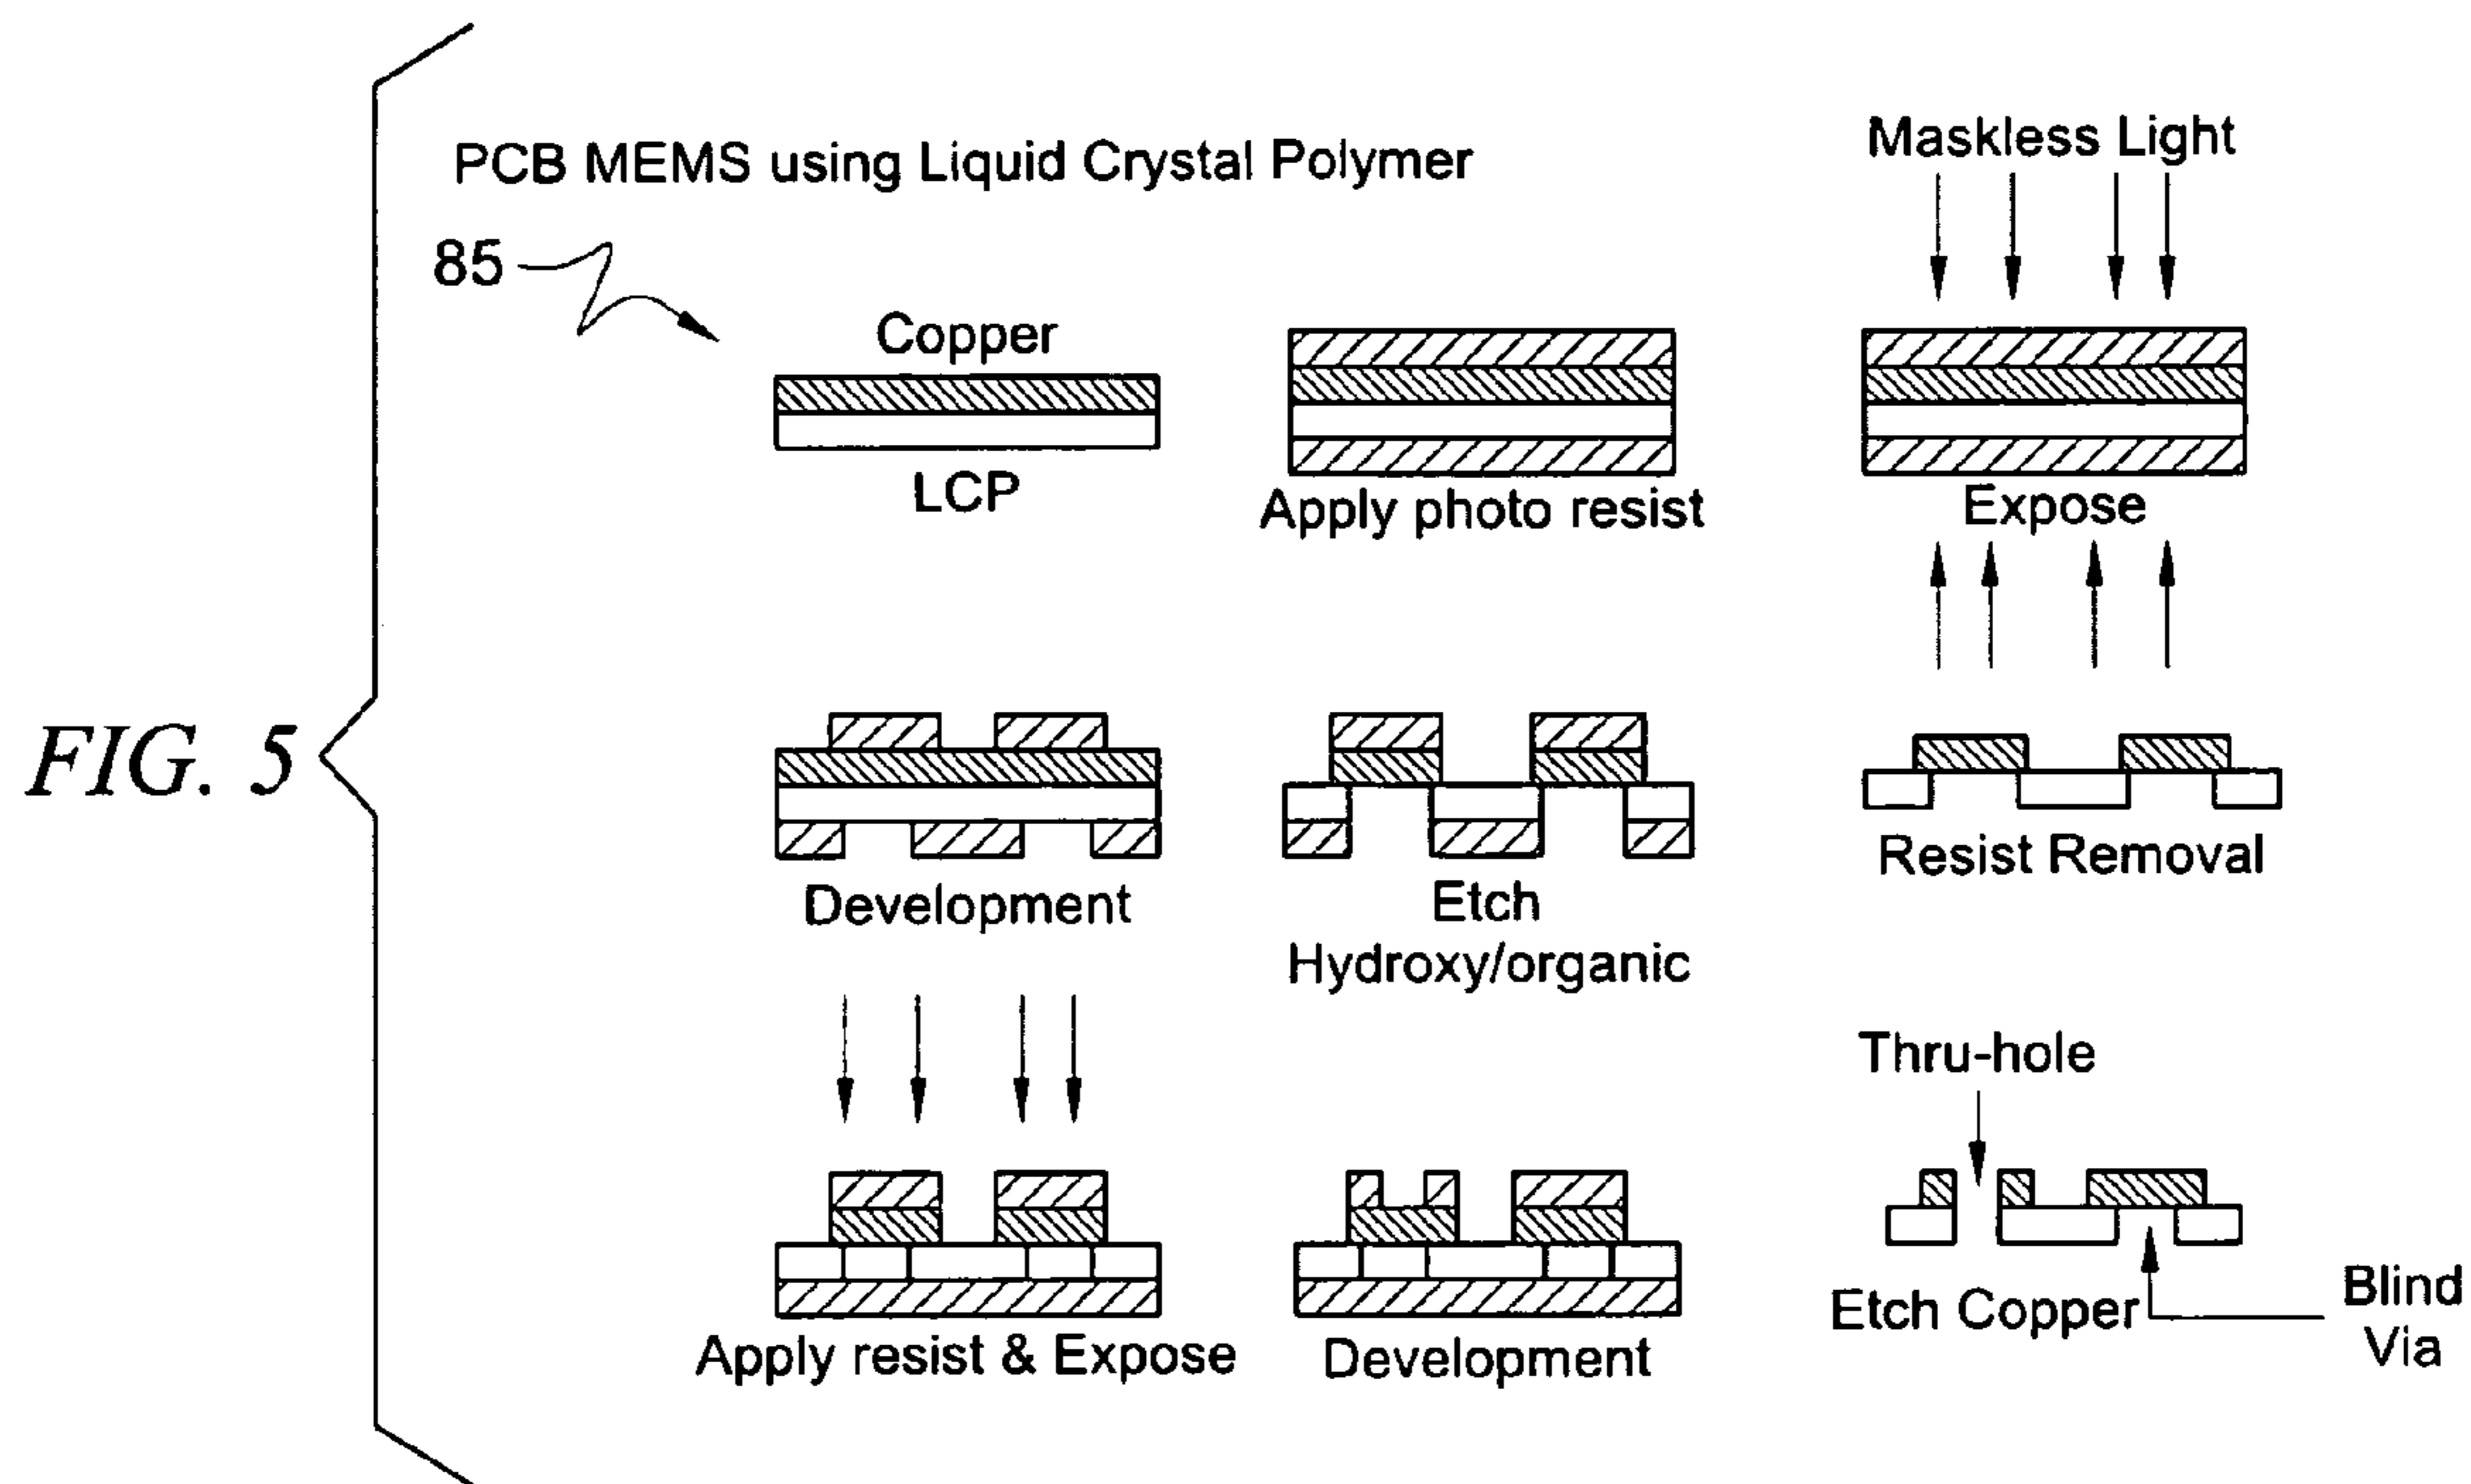 PCB MEMS using Liquid Crystal Polymer
Maskless Light
85
Copper
LCP
Apply photo resist
Expose
FIG. 5
Development
Etch
Hydroxy/organic
Resist Removal
Thru-hole
Apply resist & Expose
Development
Etch Copper
Blind
Via